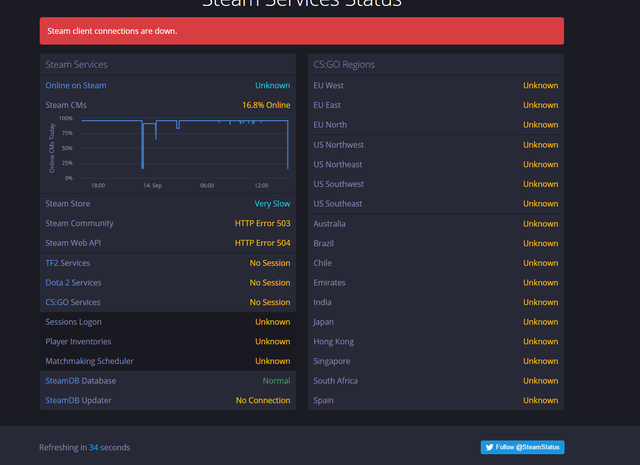 Steam Services Status
Steam client connections are down.
Steam Services
Online on Steam Unknown
Steam CMs 16.8% Online
Online CMs Today
100%
75%
50%
25%
0%
18:00 14. Sep 06:00 12:00
Steam Store Very Slow
Steam Community HTTP Error 503
Steam Web API HTTP Error 504
TF2 Services No Session
Dota 2 Services No Session
CS:GO Services No Session
Sessions Logon Unknown
Player Inventories Unknown
Matchmaking Scheduler Unknown
SteamDB Database Normal
SteamDB Updater No Connection
CS:GO Regions
EU West Unknown
EU East Unknown
EU North Unknown
US Northwest Unknown
US Northeast Unknown
US Southwest Unknown
US Southeast Unknown
Australia Unknown
Brazil Unknown
Chile Unknown
Emirates Unknown
India Unknown
Japan Unknown
Hong Kong Unknown
Singapore Unknown
South Africa Unknown
Spain Unknown
Refreshing in 34 seconds
Follow @SteamStatus